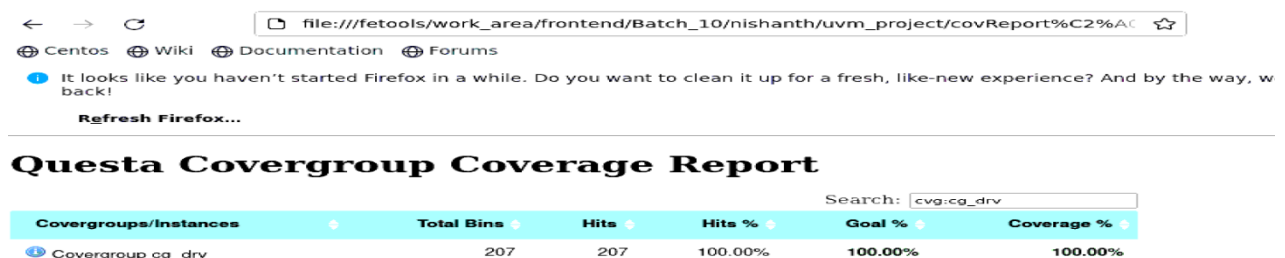 file:///fetools/work_area/frontend/Batch_10/nishanth/uvm_project/covReport%C2%A
Centos Wiki Documentation Forums
It looks like you haven't started Firefox in a while. Do you want to clean it up for a fresh, like-new experience? And by the way, w
back!
Refresh Firefox...
Questa Covergroup Coverage Report
Search: cvg:cg_drv
Covergroups/Instances Total Bins Hits Hits % Goal % Coverage %
Covergroup cg_drv 207 207 100.00% 100.00% 100.00%